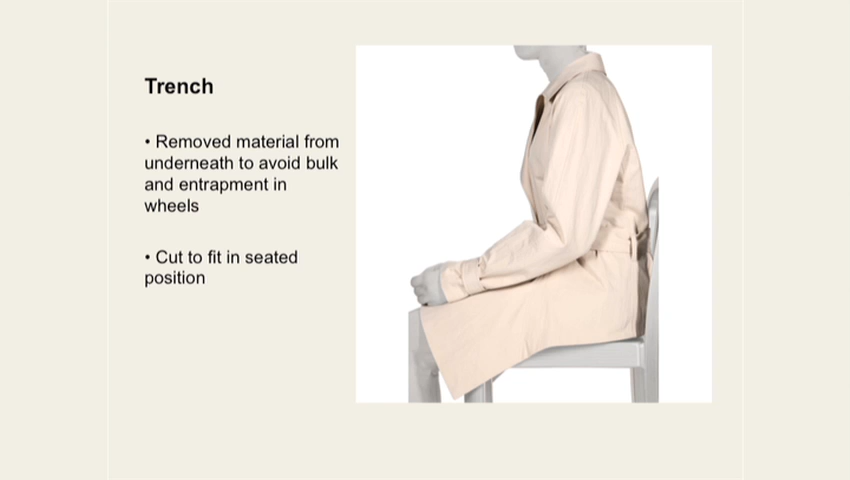 Trench
• Removed material from
underneath to avoid bulk
and entrapment in
wheels
• Cut to fit in seated
position